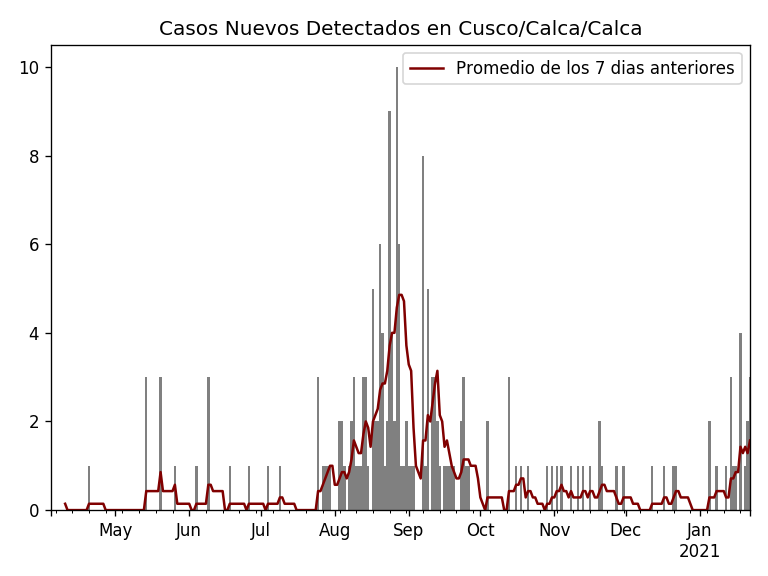 Casos Nuevos Detectados en Cusco/Calca/Calca
Promedio de los 7 dias anteriores
10
8
6
4
2
0
May Jun Jul Aug Sep Oct Nov Dec Jan
2021